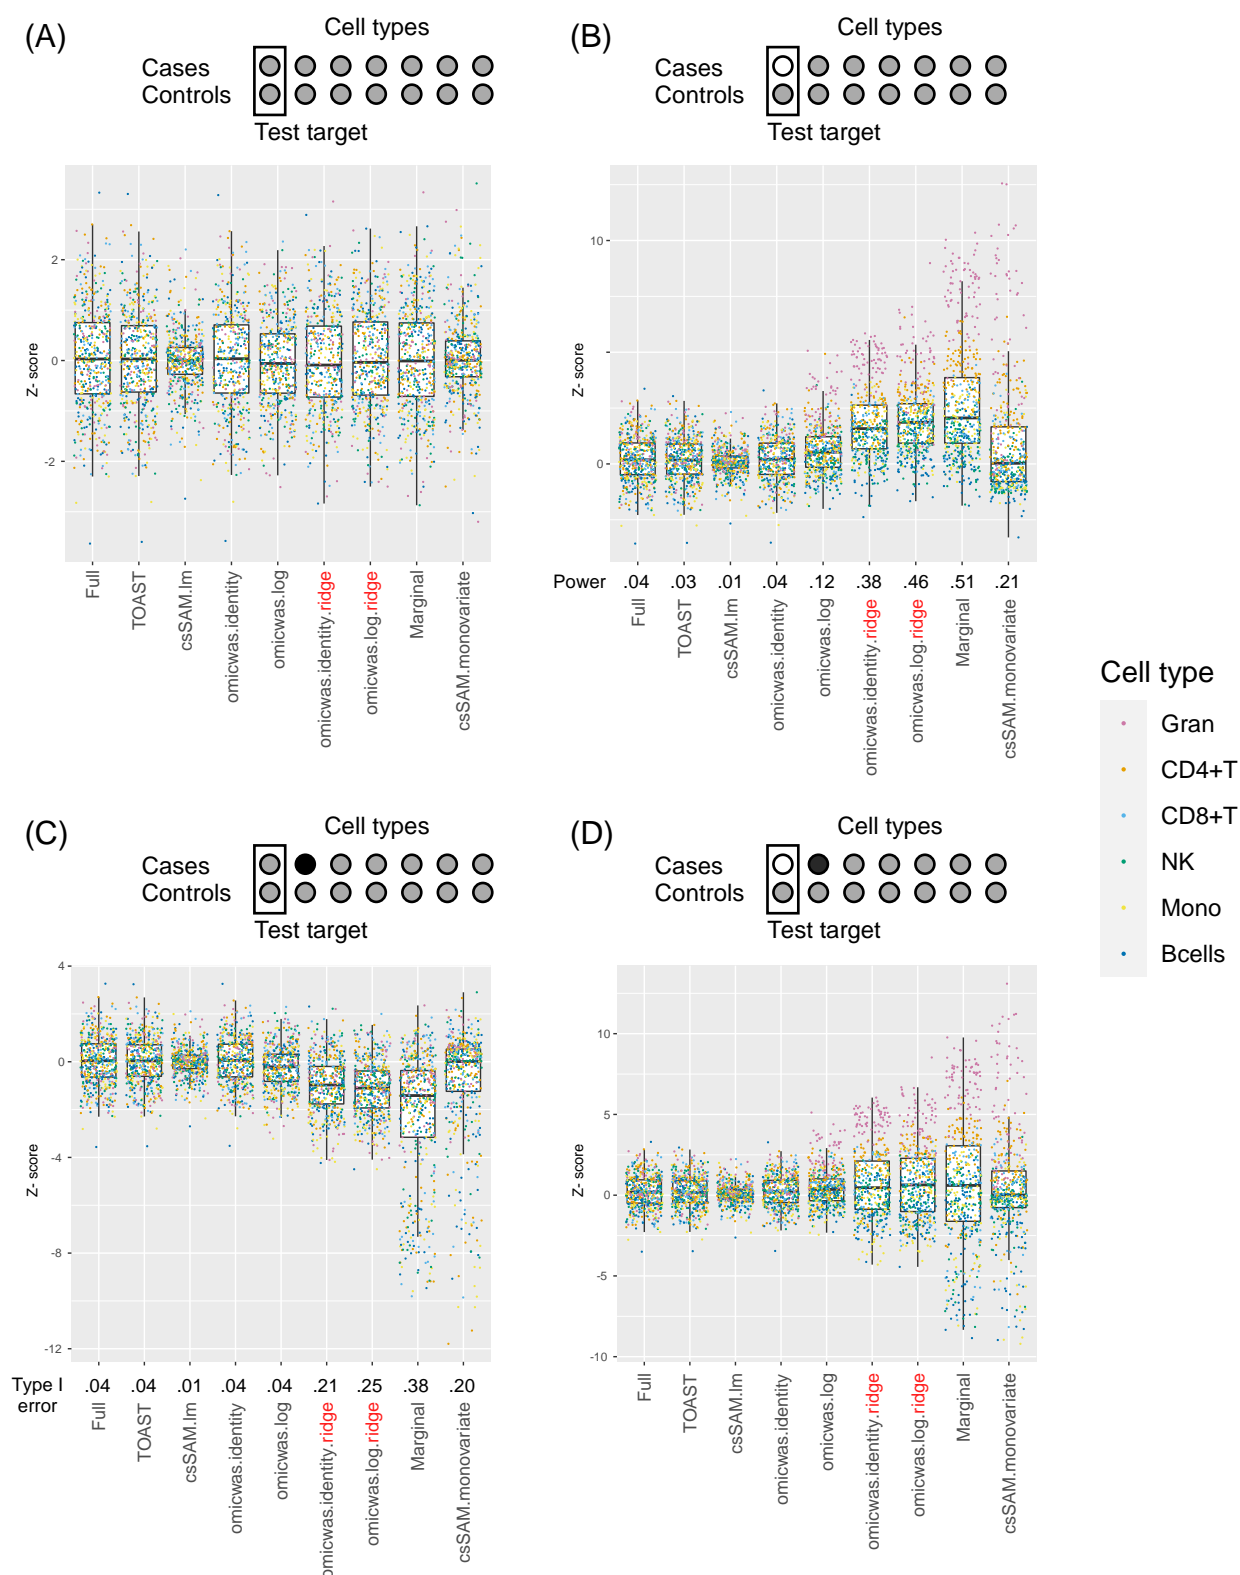 (A)
Cell types
Cases
Controls
Test target
Z- score
2
0
-2
Full
TOAST
csSAM.lm
omicwas.identity
omicwas.log
omicwas.identity.ridge
omicwas.log.ridge
Marginal
csSAM.monovariate
(B)
Cell types
Cases
Controls
Test target
Z- score
10
0
Power .04 .03 .01 .04 .12 .38 .46 .51 .21
Full
TOAST
csSAM.lm
omicwas.identity
omicwas.log
omicwas.identity.ridge
omicwas.log.ridge
Marginal
csSAM.monovariate
Cell type
Gran
CD4+T
CD8+T
NK
Mono
Bcells
(C)
Cell types
Cases
Controls
Test target
Z- score
4
0
-4
-8
-12
Type I
error
.04 .04 .01 .04 .04 .21 .25 .38 .20
Full
TOAST
csSAM.lm
omicwas.identity
omicwas.log
omicwas.identity.ridge
omicwas.log.ridge
Marginal
csSAM.monovariate
(D)
Cell types
Cases
Controls
Test target
Z- score
10
5
0
-5
-10
Full
TOAST
csSAM.lm
omicwas.identity
omicwas.log
omicwas.identity.ridge
omicwas.log.ridge
Marginal
csSAM.monovariate